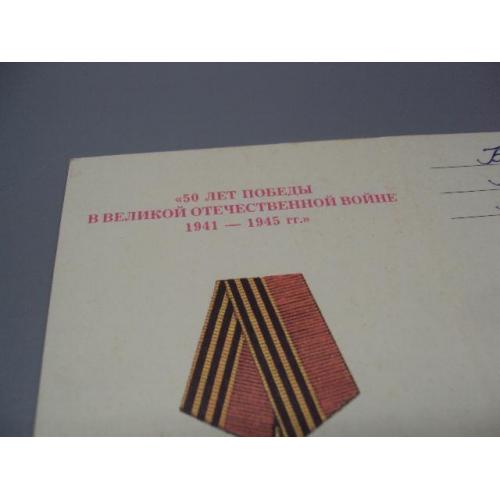 «50 ЛЕТ ПОБЕДЫ
В ВЕЛИКОЙ ОТЕЧЕСТВЕННОЙ ВОЙНЕ
1941 — 1945 гг.»